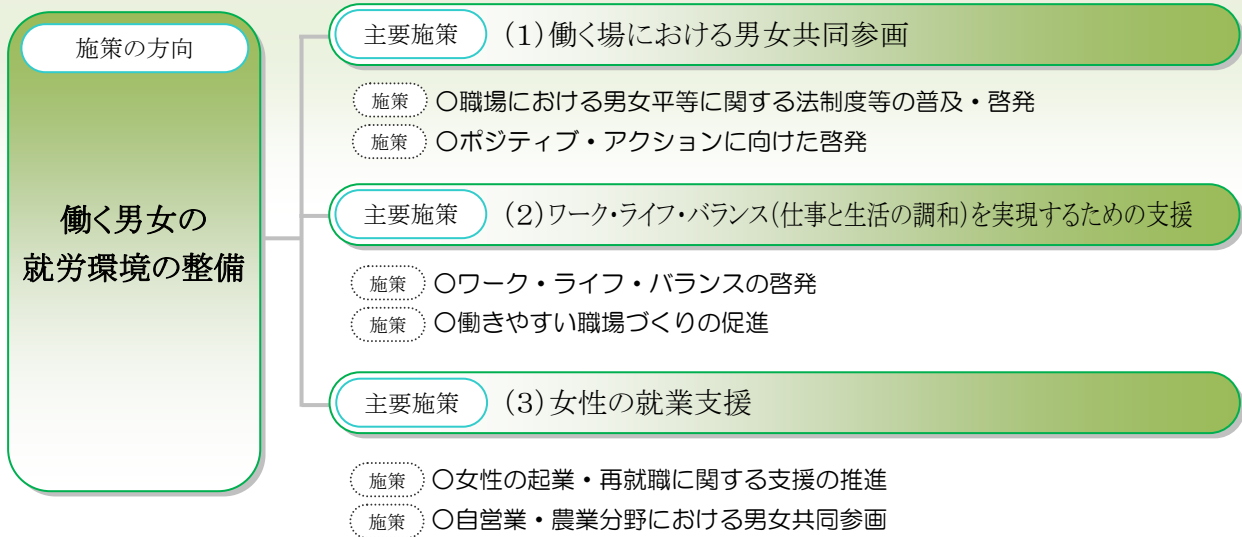 施策の方向
働く男女の
就労環境の整備
主要施策 (1)働く場における男女共同参画
施策 ○職場における男女平等に関する法制度等の普及・啓発
施策 ○ポジティブ・アクションに向けた啓発
主要施策 (2)ワーク・ライフ・バランス(仕事と生活の調和)を実現するための支援
施策 ○ワーク・ライフ・バランスの啓発
施策 ○働きやすい職場づくりの促進
主要施策 (3)女性の就業支援
施策 ○女性の起業・再就職に関する支援の推進
施策 ○自営業・農業分野における男女共同参画